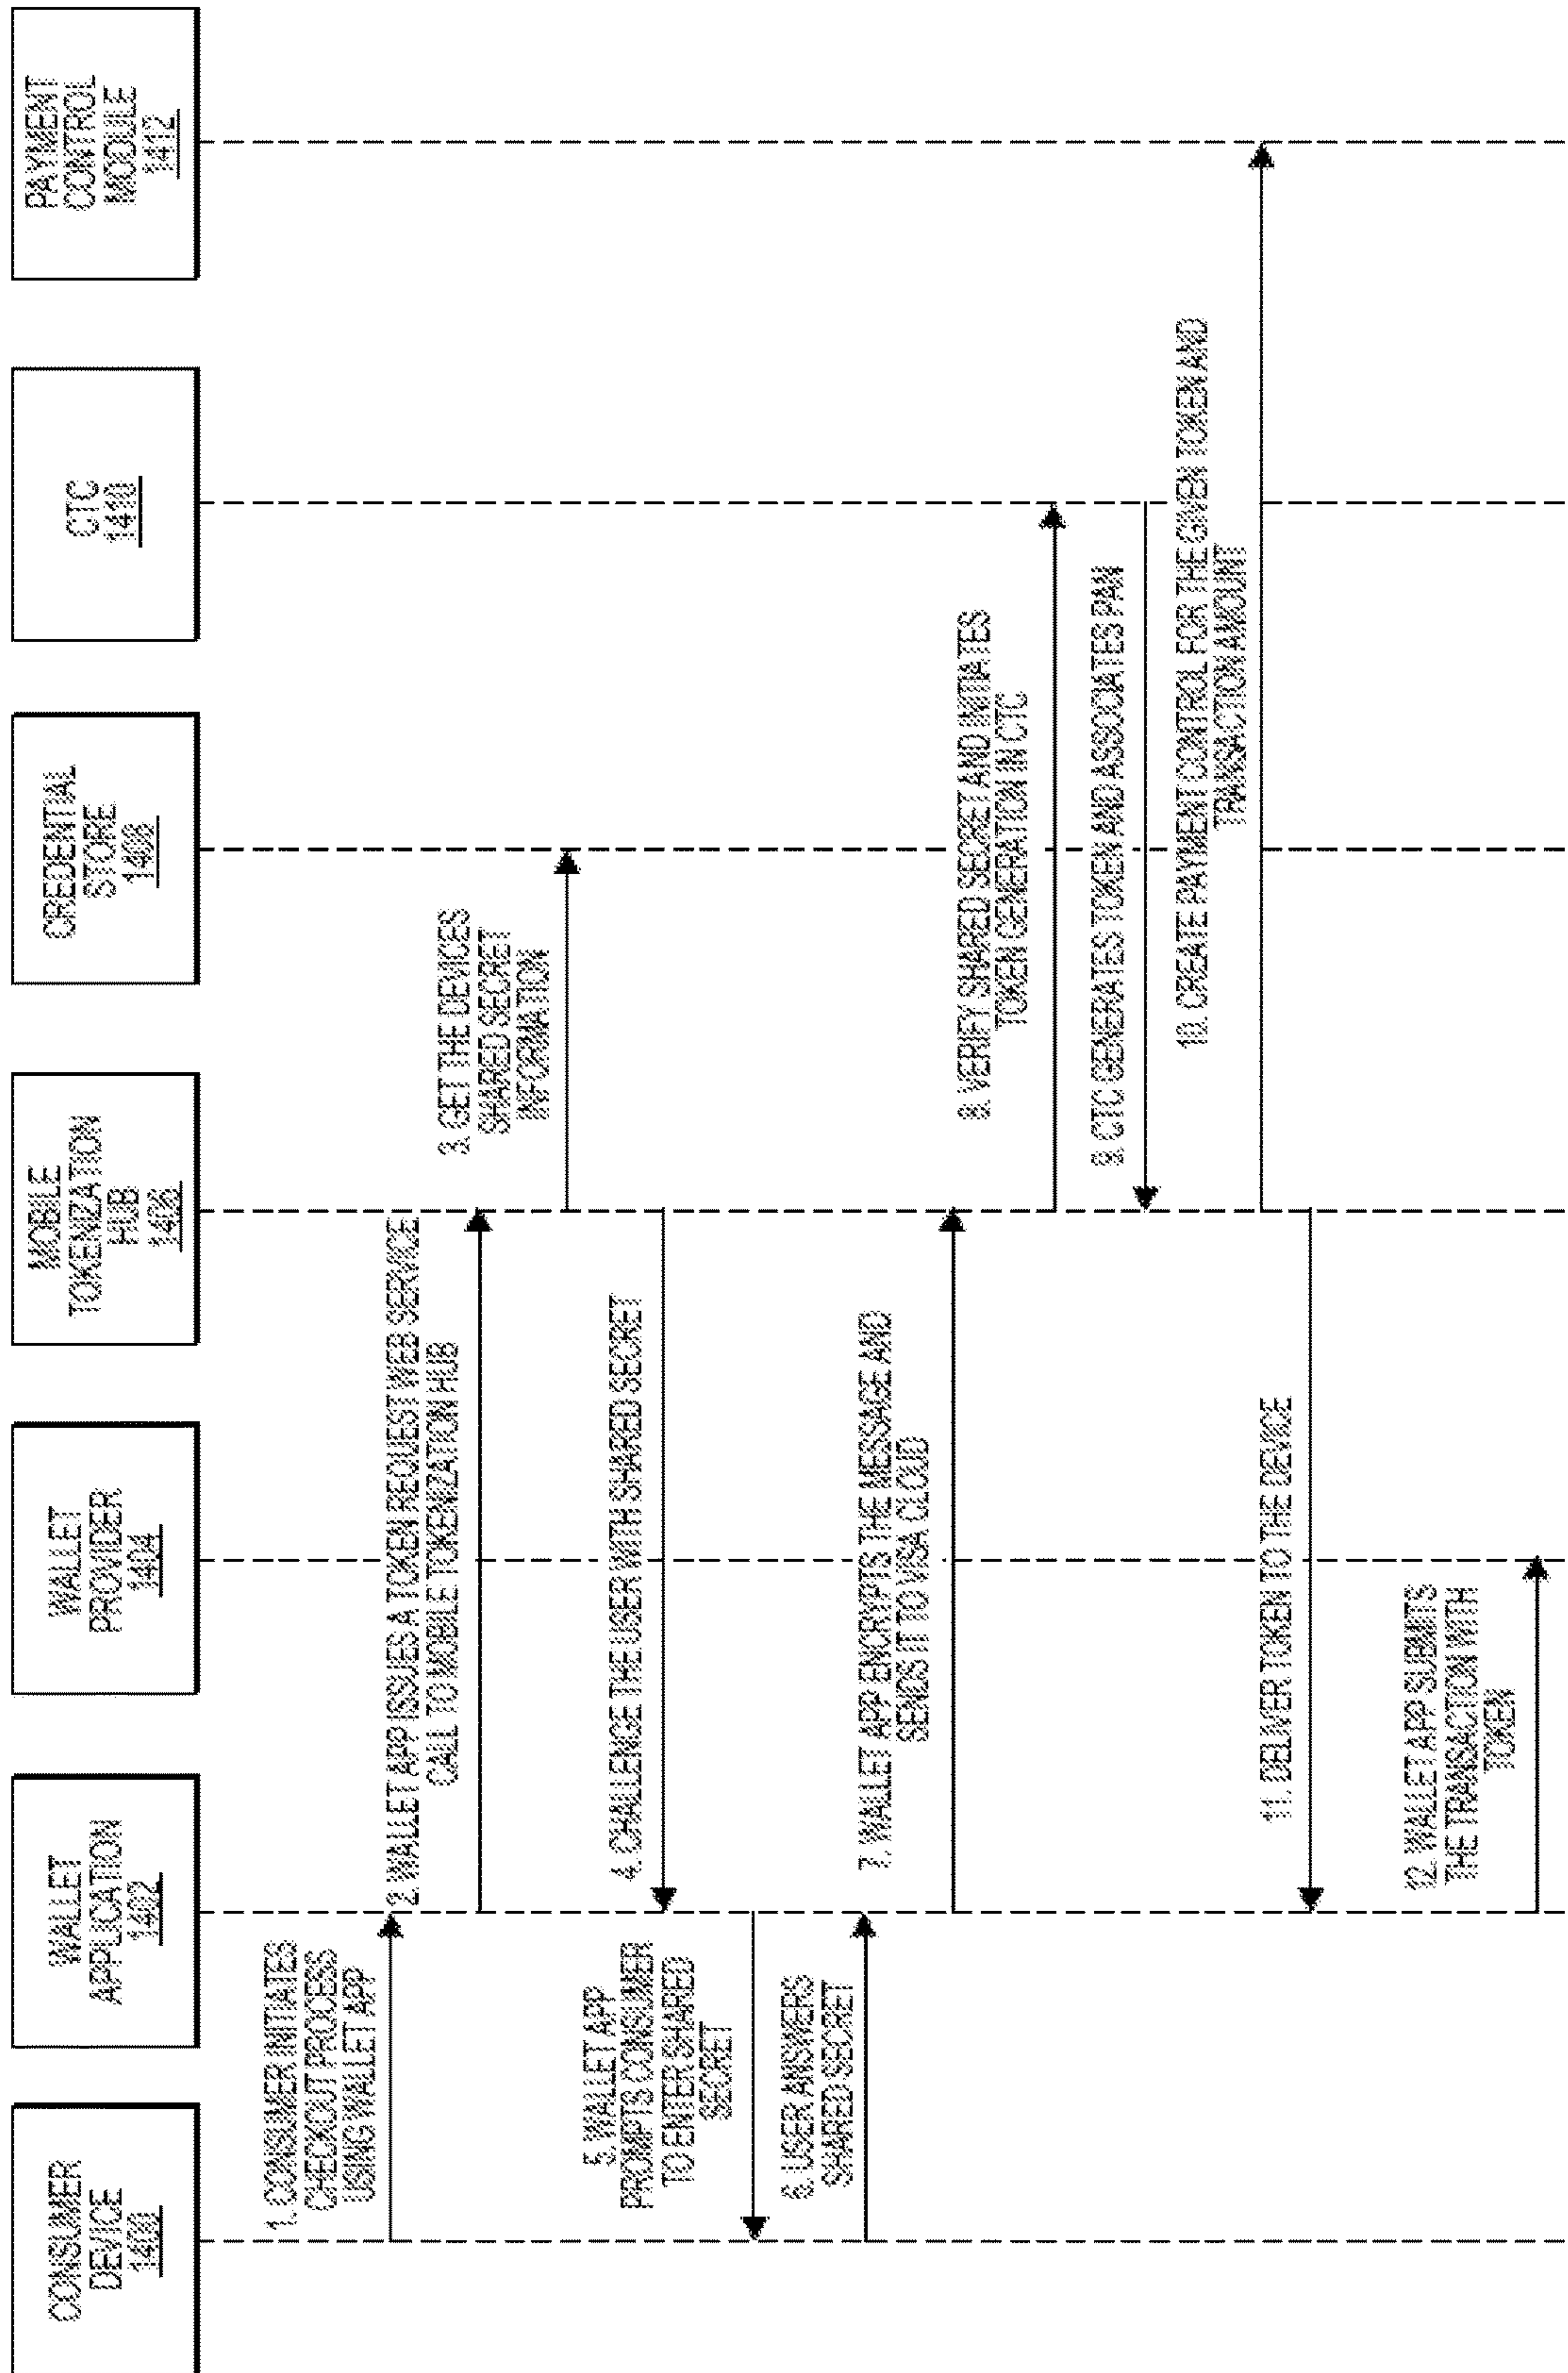 CONSUMER
DEVICE
1400
WALLET
APPLICATION
1402
WALLET
PROVIDER
1404
MOBILE
TOKENIZATION
HUB
1406
CREDENTIAL
STORE
1408
CTC
1410
PAYMENT
CONTROL
MODULE
1412
1. CONSUMER INITIATES
CHECKOUT PROCESS
USING WALLET APP
2. WALLET APP ISSUES A TOKEN REQUEST WEB SERVICE
CALL TO MOBILE TOKENIZATION HUB
3. GET THE DEVICES
SHARED SECRET
INFORMATION
4. CHALLENGE THE USER WITH SHARED SECRET
5. WALLET APP
PROMPTS CONSUMER
TO ENTER SHARED
SECRET
6. USER ANSWERS
SHARED SECRET
7. WALLET APP ENCRYPTS THE MESSAGE AND
SENDS IT TO VISA CLOUD
8. VERIFY SHARED SECRET AND INITIATES
TOKEN GENERATION IN CTC
9. CTC GENERATES TOKEN AND ASSOCIATES PAN
10. CREATE PAYMENT CONTROL FOR THE GIVEN TOKEN AND
TRANSACTION AMOUNT
11. DELIVER TOKEN TO THE DEVICE
12. WALLET APP SUBMITS
THE TRANSACTION WITH
TOKEN